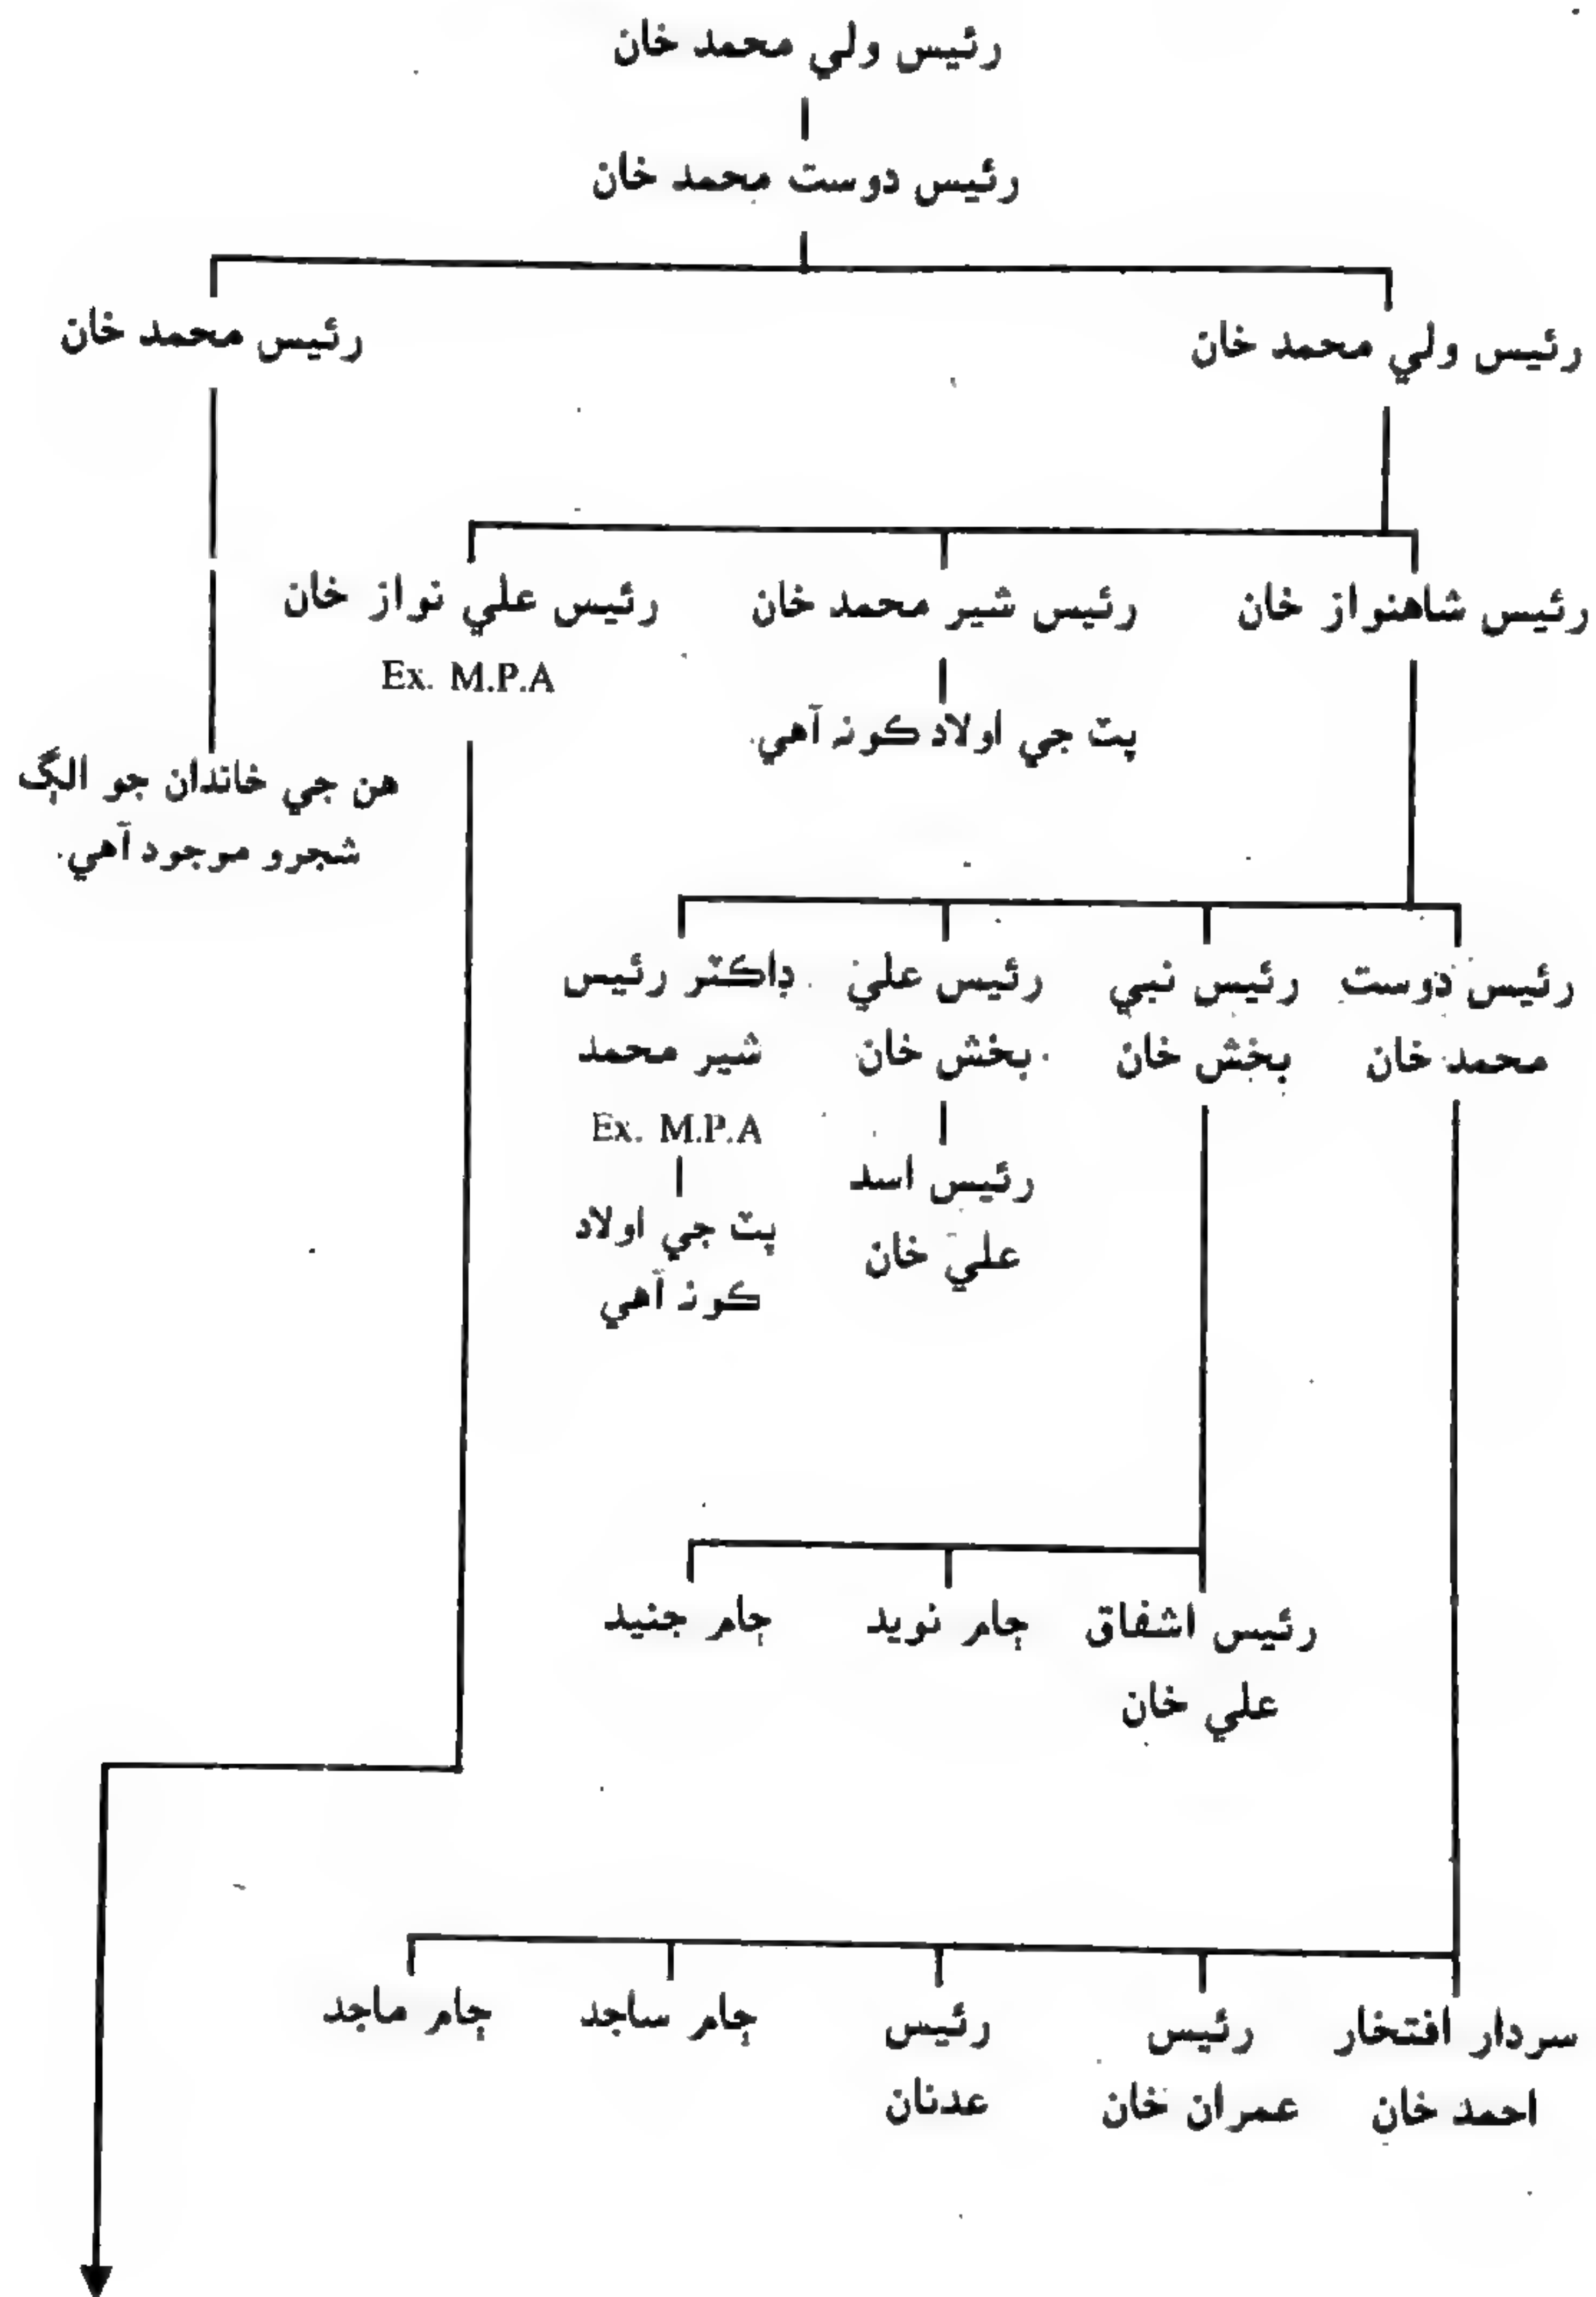 رئيس ولي محمد خان
رئيس دوست محمد خان
رئيس ولي محمد خان
رئيس محمد خان
رئيس شاهنواز خان
رئيس شير محمد خان
رئيس علي نواز خان
Ex. M.P.A
پٽ جي اولاد ڪونہ آهي.
هن جي خاندان جو الڳ
شجرو موجود آهي.
رئيس دوست
محمد خان
رئيس نبي
بخش خان
رئيس علي
بخش خان
ڊاڪٽر رئيس
شير محمد
Ex. M.P.A
رئيس اسد
علي خان
پٽ جي اولاد
ڪونہ آهي
رئيس اشفاق
علي خان
ڄام نويد
ڄام جنيد
سردار افتخار
احمد خان
رئيس
عمران خان
رئيس
عدنان
ڄام ساجد
ڄام ماجد